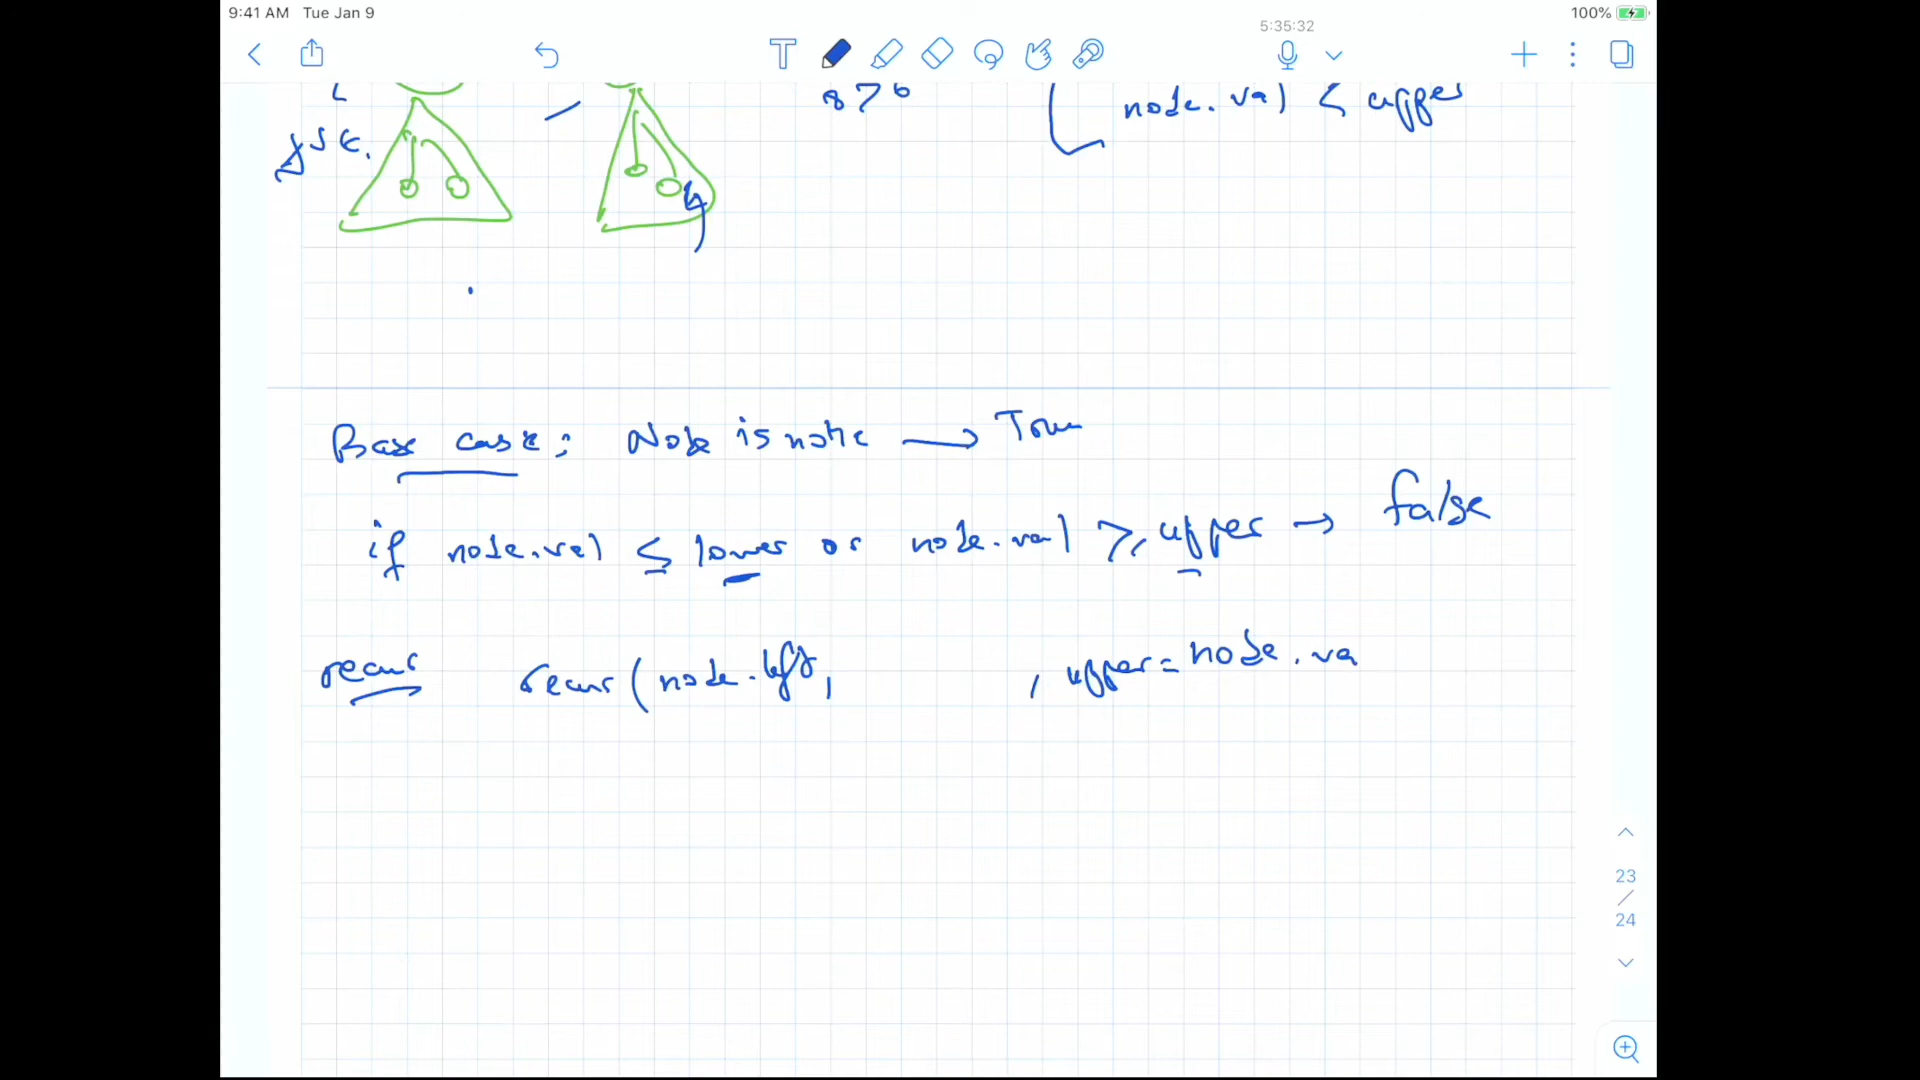 9:41 AM Tue Jan 9
100%
5:35:32
T
node.val < upper
876
Base case: Node is none → True
if node.val ≤ lower or node.val ≥ upper → false
recur recur(node.left, , upper = node.va
23
/
24